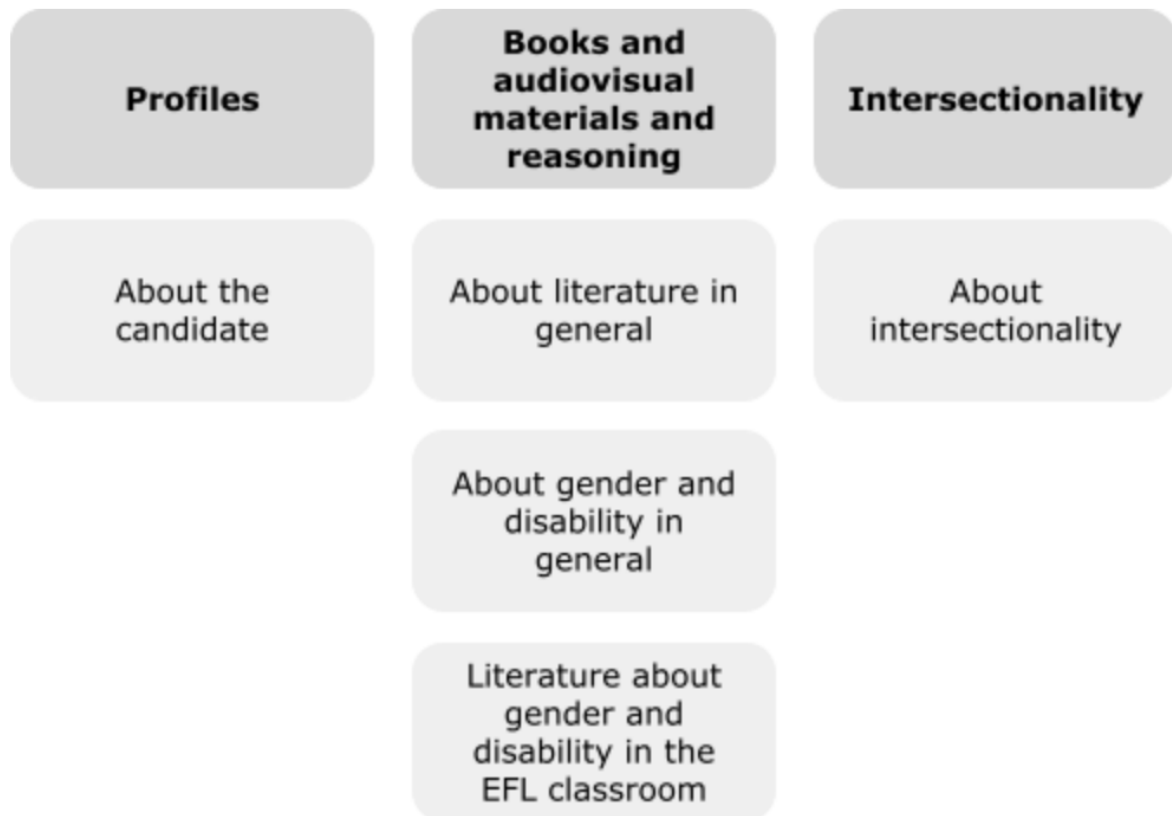 Profiles
Books and
audiovisual
materials and
reasoning
Intersectionality
About the
candidate
About literature in
general
About
intersectionality
About gender and
disability in
general
Literature about
gender and
disability in the
EFL classroom